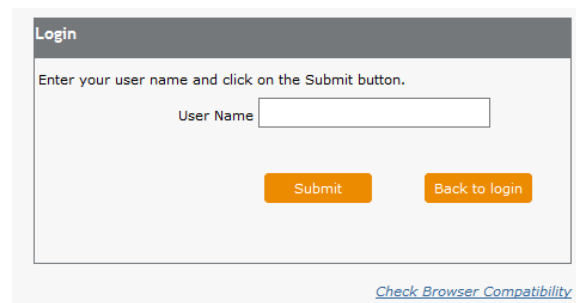 Login
Enter your user name and click on the Submit button.
User Name
Submit Back to login
Check Browser Compatibility